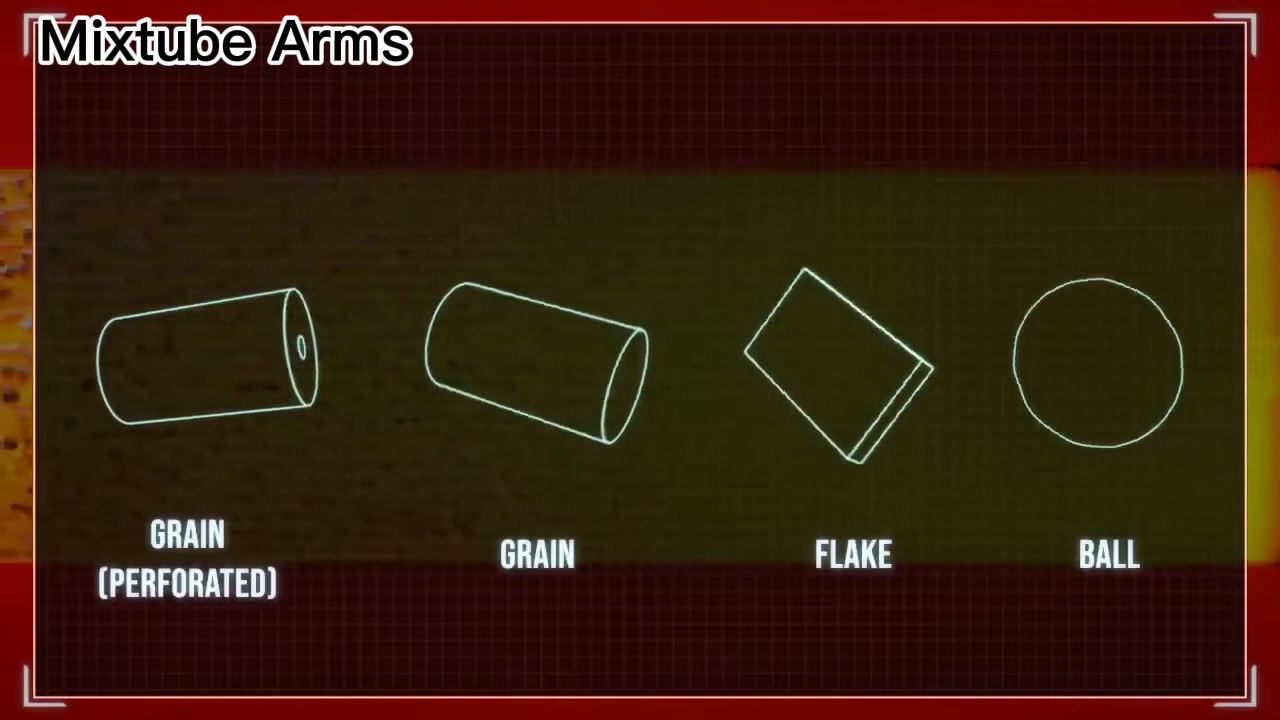 Mixtube Arms
GRAIN
(PERFORATED)
GRAIN
FLAKE
BALL